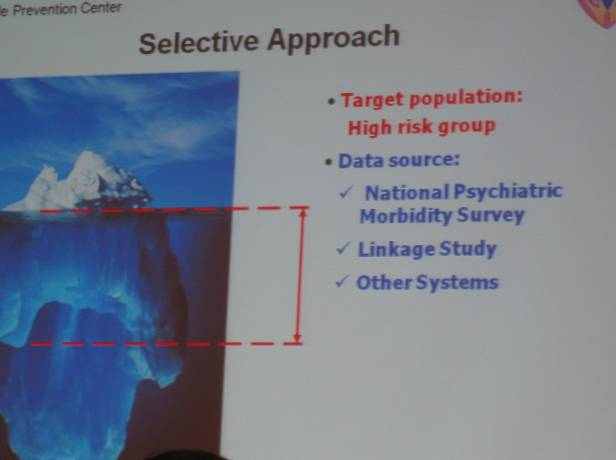 Prevention Center
Selective Approach
• Target population:
High risk group
• Data source:
✓ National Psychiatric
Morbidity Survey
✓ Linkage Study
✓ Other Systems